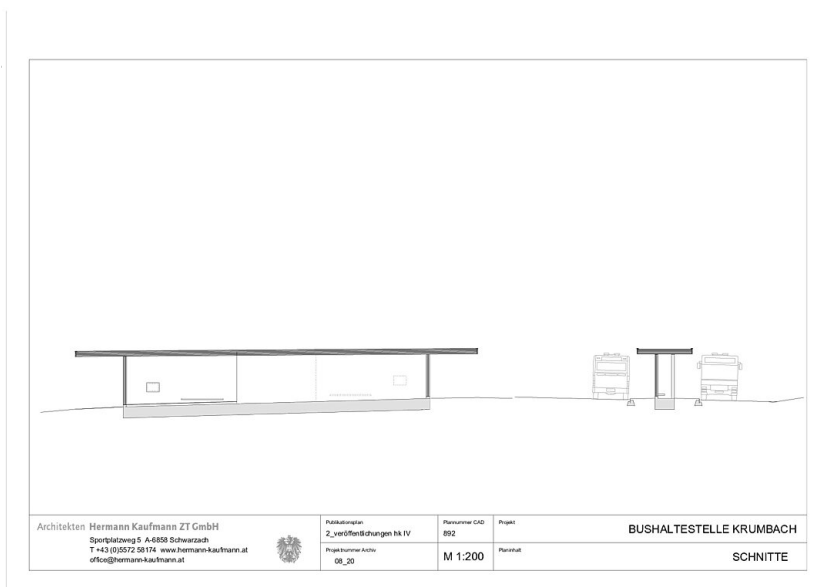 Architekten Hermann Kaufmann ZT GmbH
Sportplatzweg 5 A-6858 Schwarzach
T +43 (0)5572 58174 www.hermann-kaufmann.at
office@hermann-kaufmann.at
Publikationsplan
2_veröffentlichungen hk IV
Projektnummer Archiv
08_20
Plannummer CAD
892
M 1:200
Projekt
BUSHALTESTELLE KRUMBACH
Planinhalt
SCHNITTE